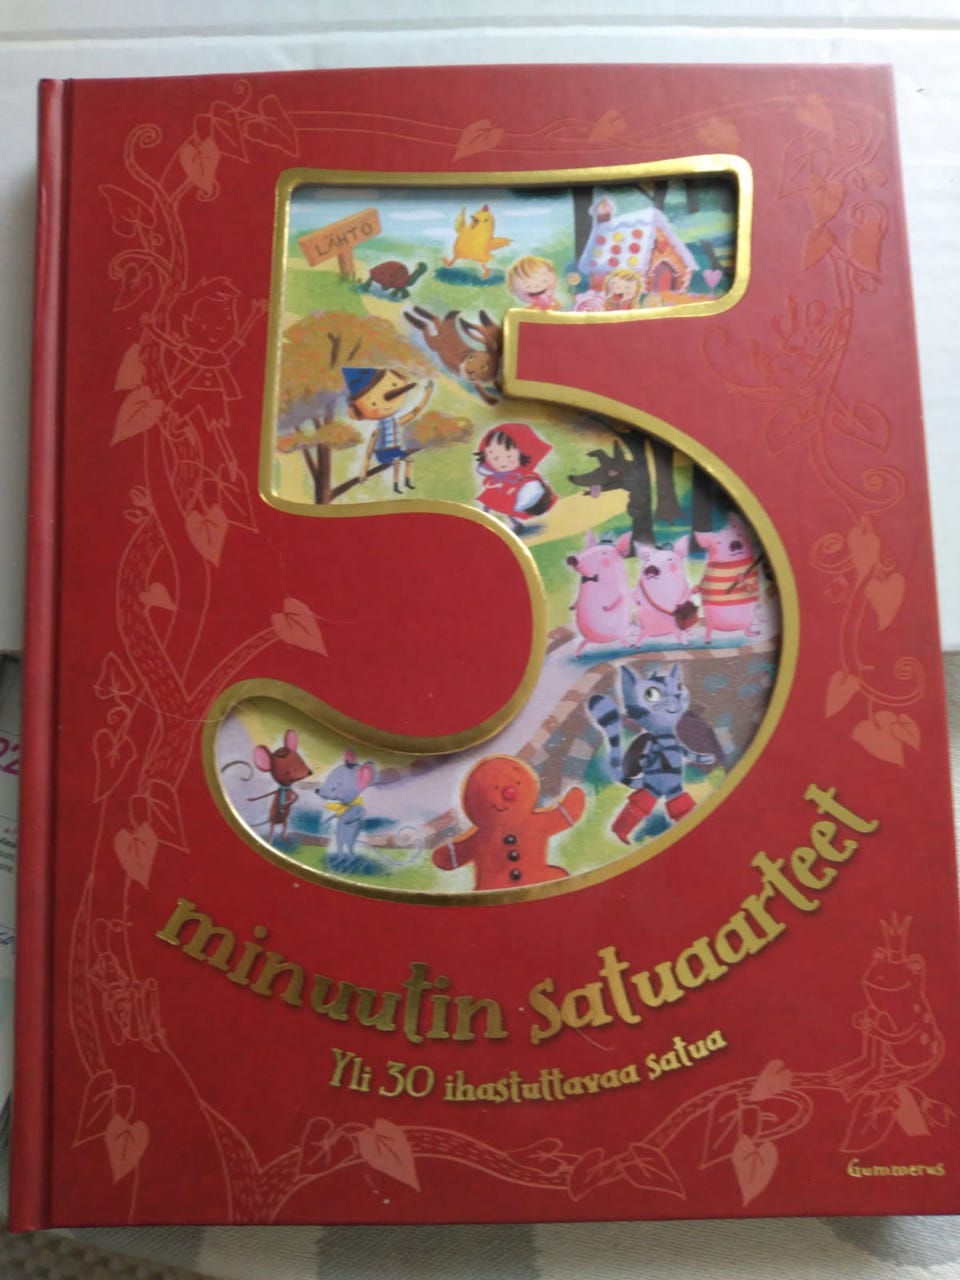 LÄHTÖ
5
minuutin satuaarteet
Yli 30 ihastuttavaa satua
Gummerus